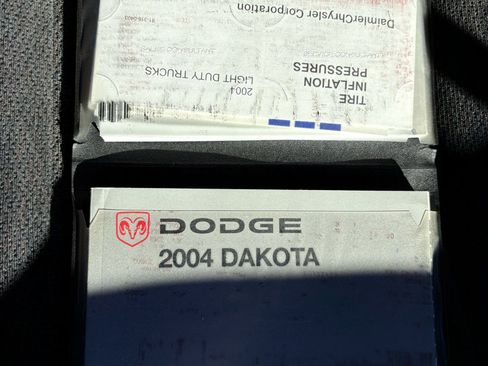 DaimlerChrysler Corporation
TIRE
INFLATION
PRESSURES
2004
LIGHT DUTY TRUCKS
DODGE
2004 DAKOTA